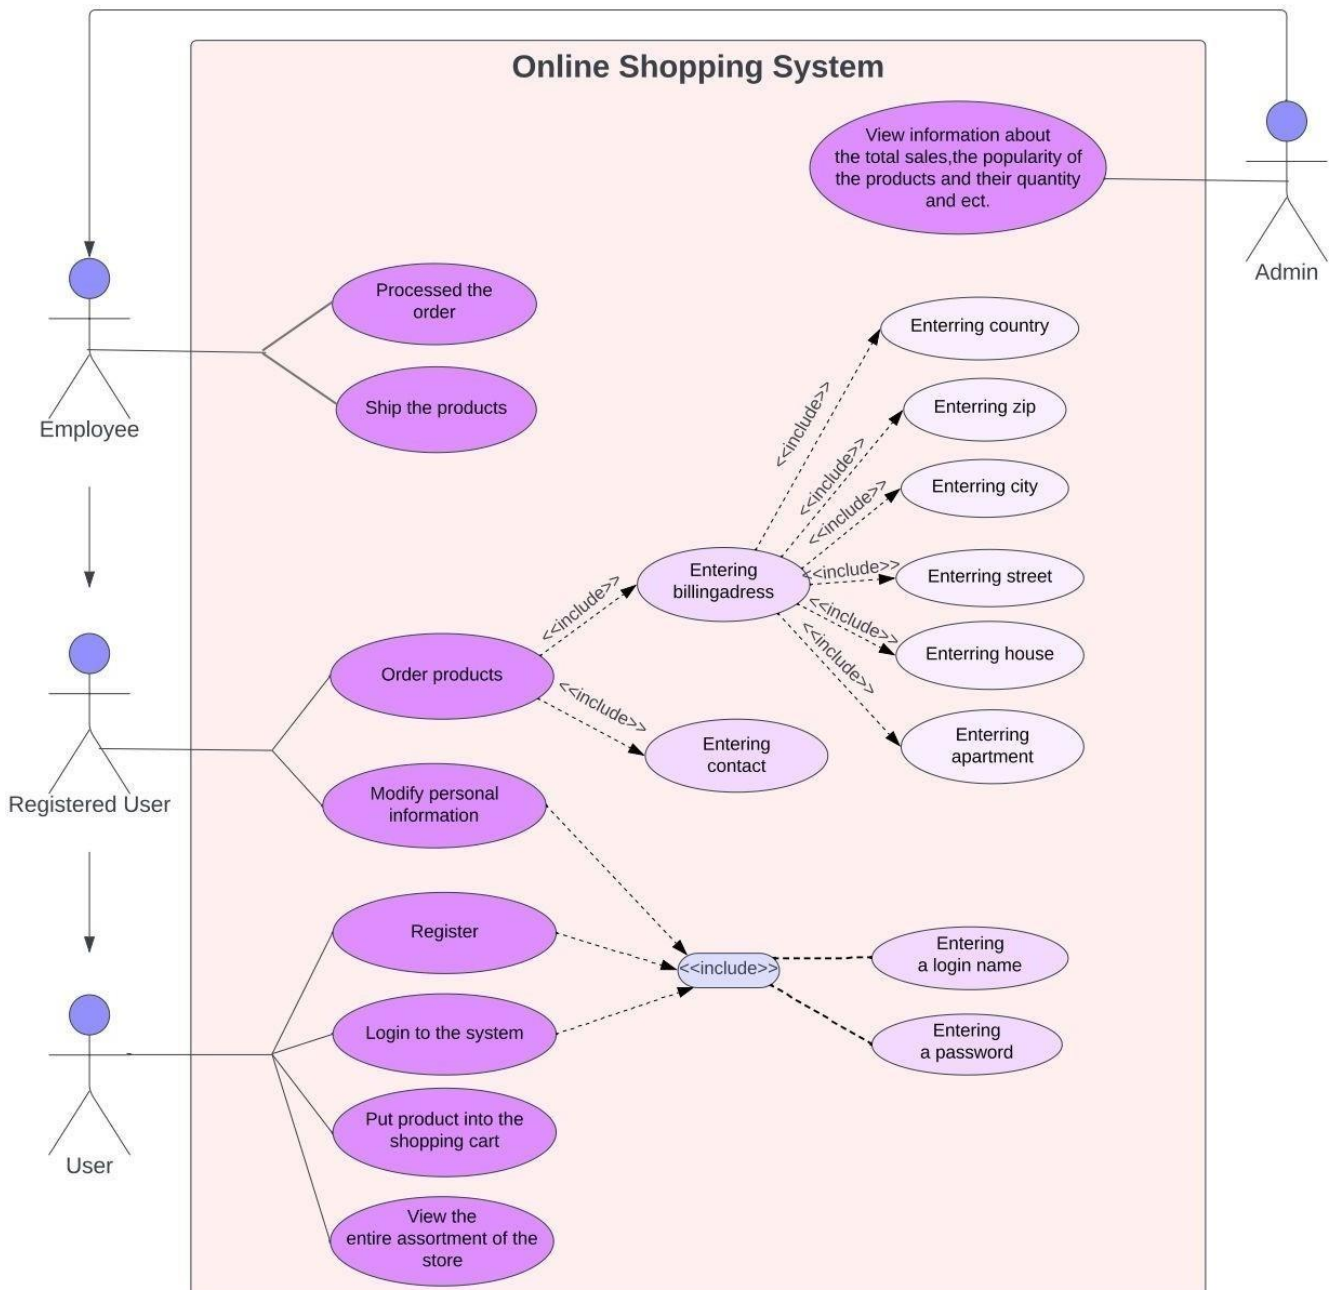 Online Shopping System
View information about
the total sales,the popularity of
the products and their quantity
and ect.
Admin
Processed the
order
Ship the products
Employee
Enterring country
Enterring zip
Enterring city
Enterring street
Enterring house
Enterring
apartment
<<include>>
<<include>>
<<include>>
<<include>>
<<include>>
<<include>>
Entering
billingadress
<<include>>
<<include>>
Order products
Entering
contact
Modify personal
information
Registered User
Register
Login to the system
Put product into the
shopping cart
View the
entire assortment of the
store
User
<<include>>
Entering
a login name
Entering
a password